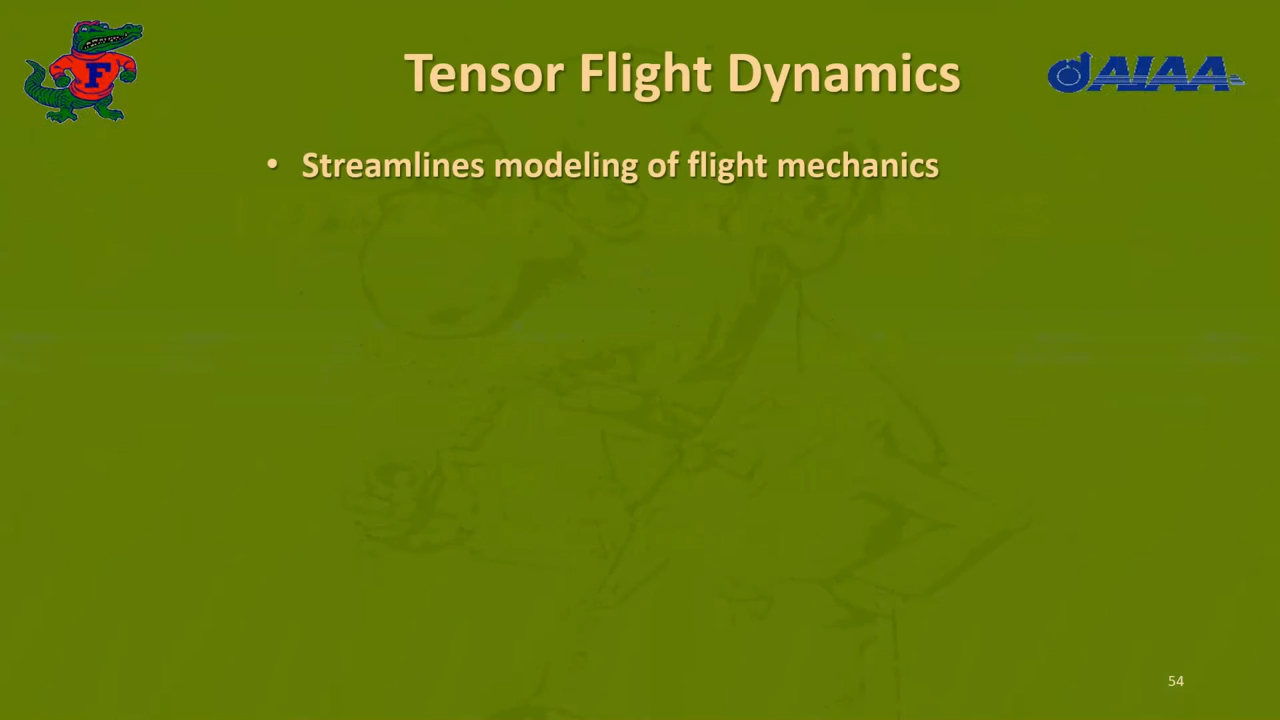 F
Tensor Flight Dynamics
AIAA
• Streamlines modeling of flight mechanics
54